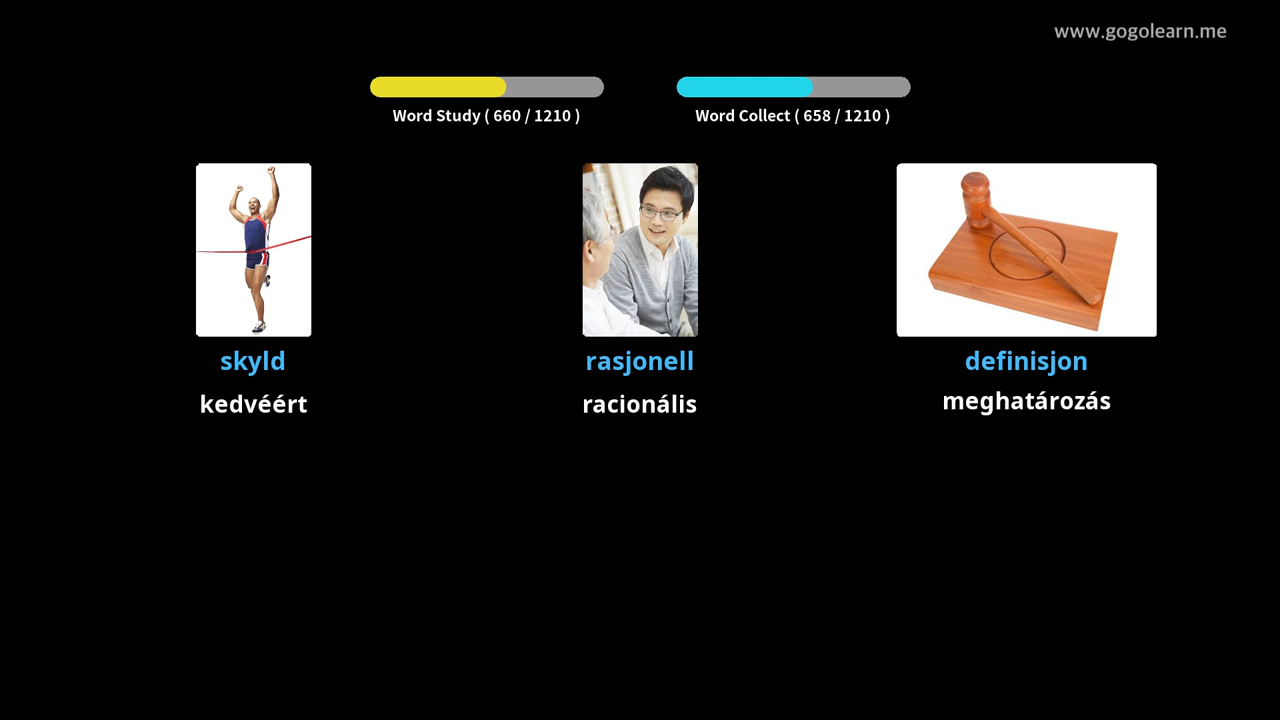 www.gogolearn.me
Word Study ( 660 / 1210 )
Word Collect ( 658 / 1210 )
skyld
rasjonell
definisjon
kedvéért
racionális
meghatározás